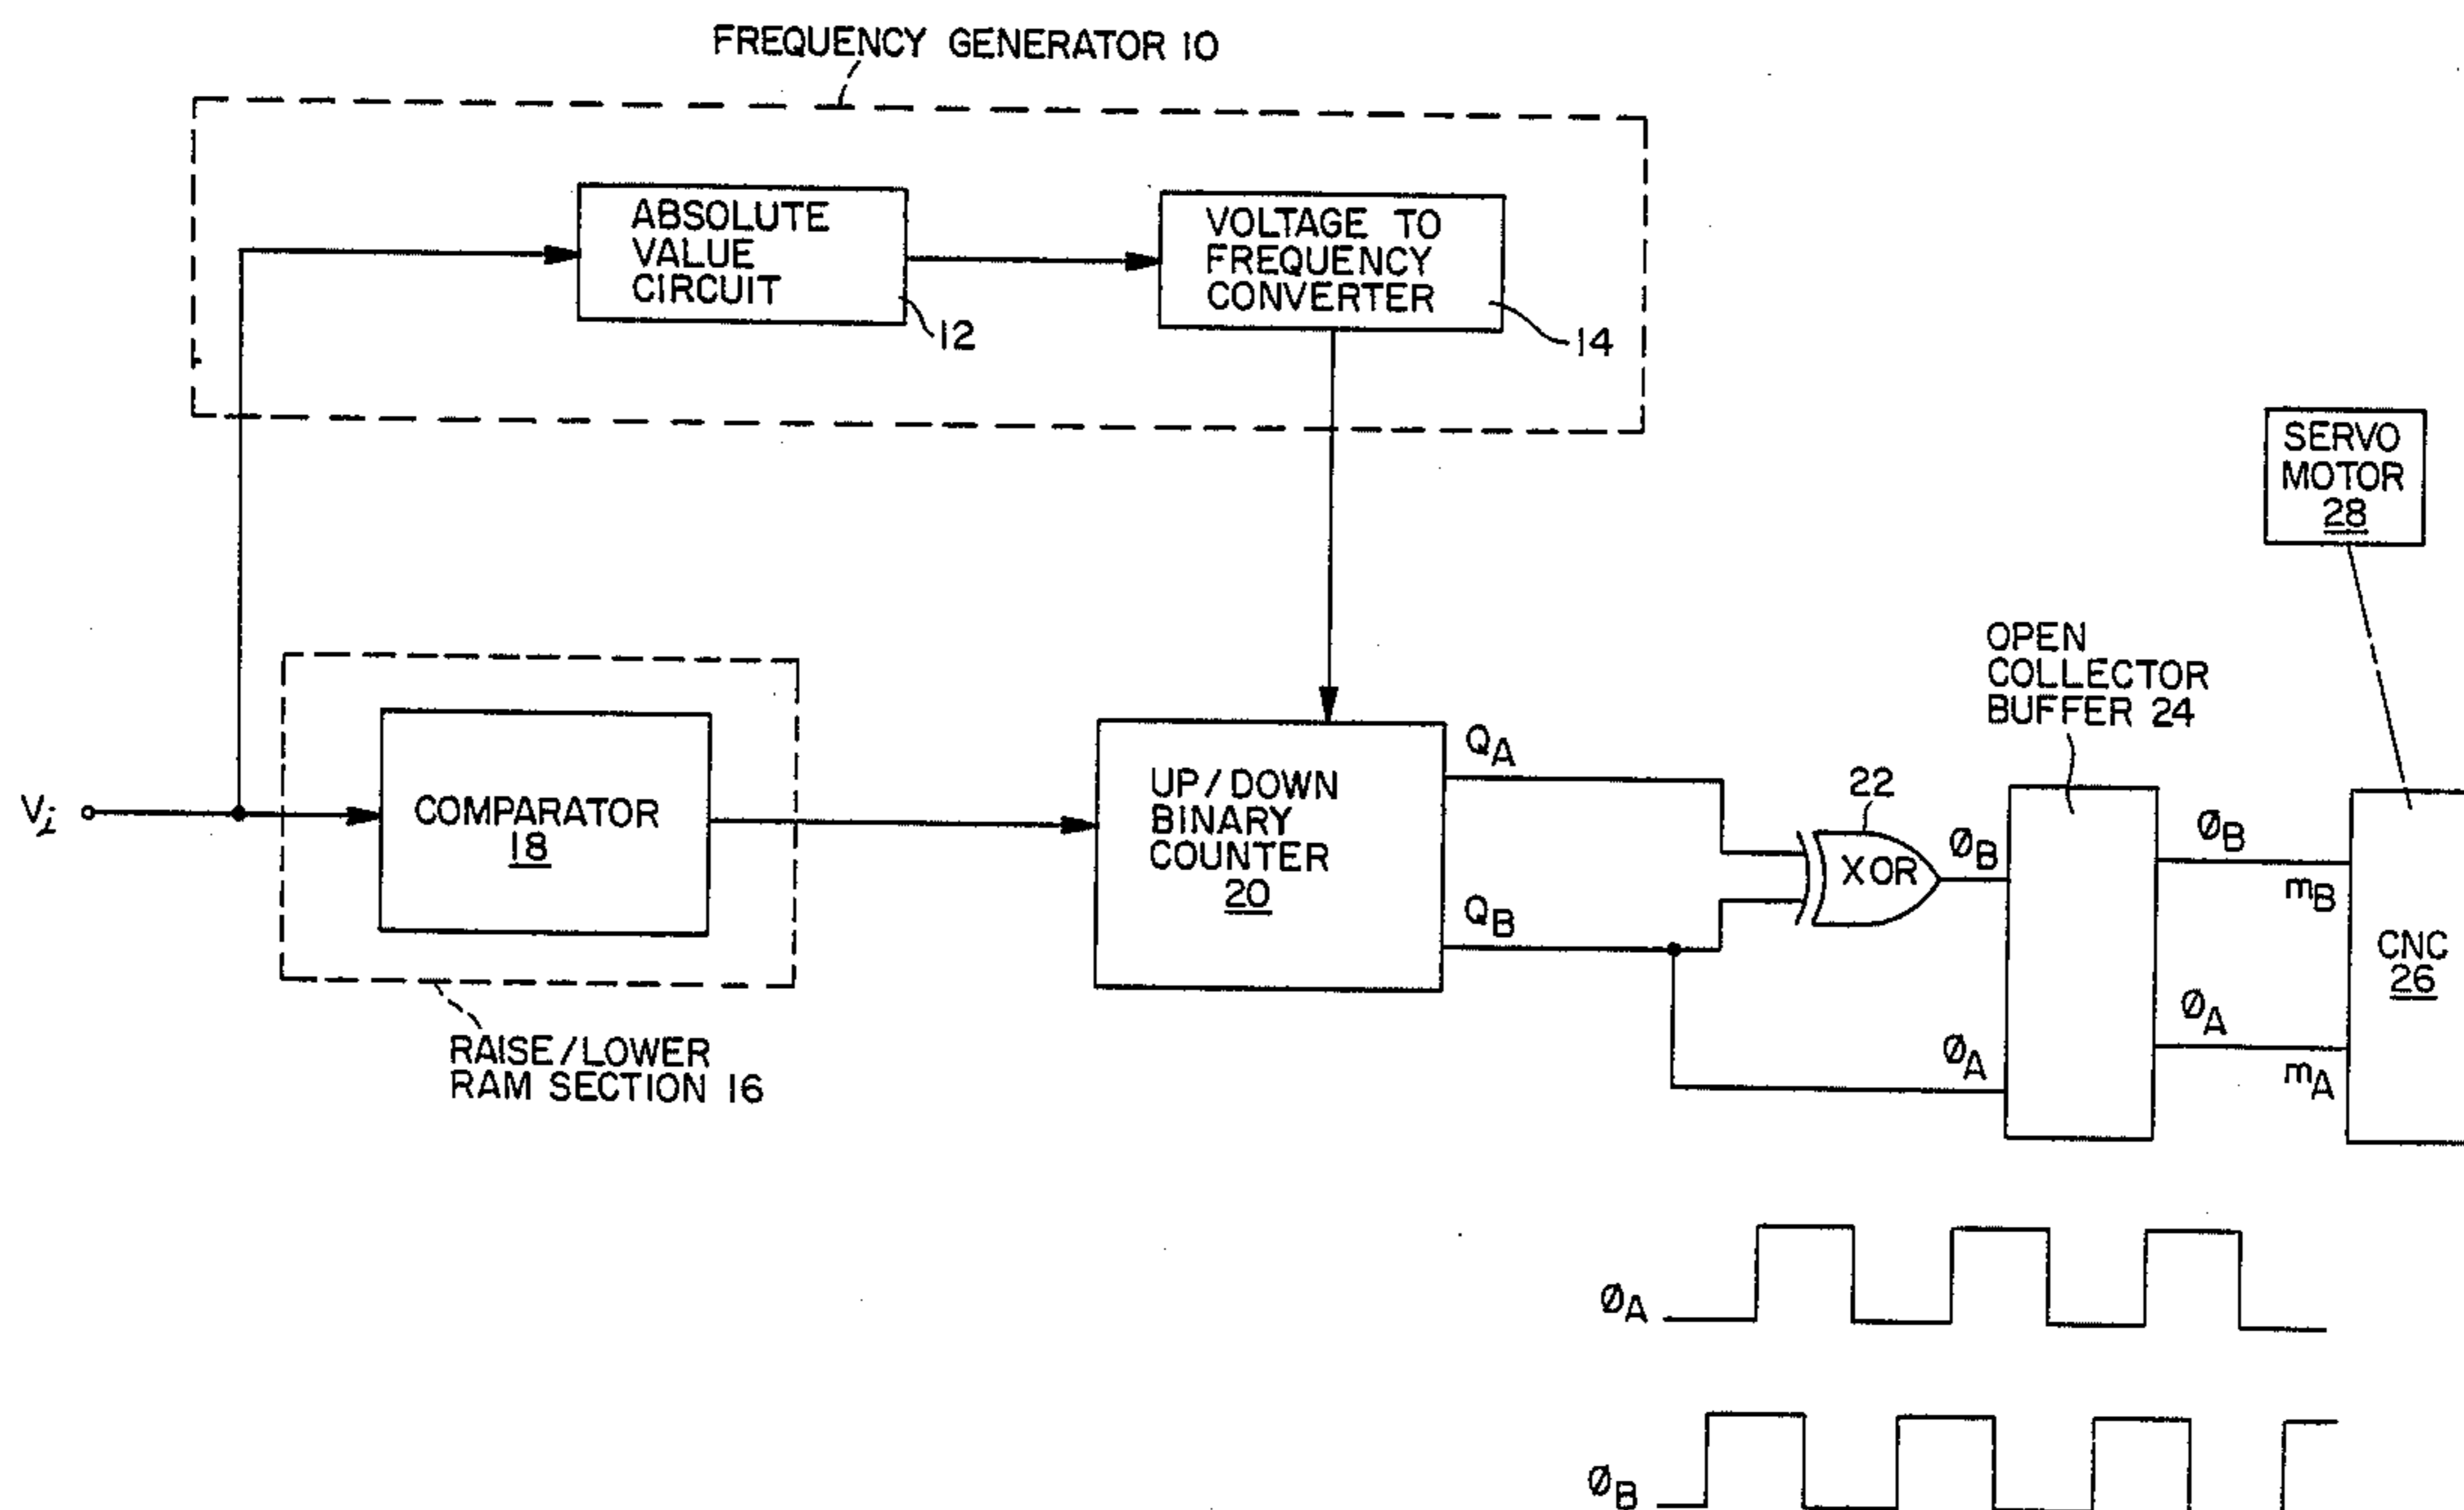 FREQUENCY GENERATOR 10
ABSOLUTE
VALUE
CIRCUIT
12
VOLTAGE TO
FREQUENCY
CONVERTER
14
SERVO
MOTOR
28
Vi
COMPARATOR
18
RAISE/LOWER
RAM SECTION 16
UP/DOWN
BINARY
COUNTER
20
QA
QB
22
XOR
ØB
ØA
OPEN
COLLECTOR
BUFFER 24
ØB
mB
ØA
mA
CNC
26
ØA
ØB